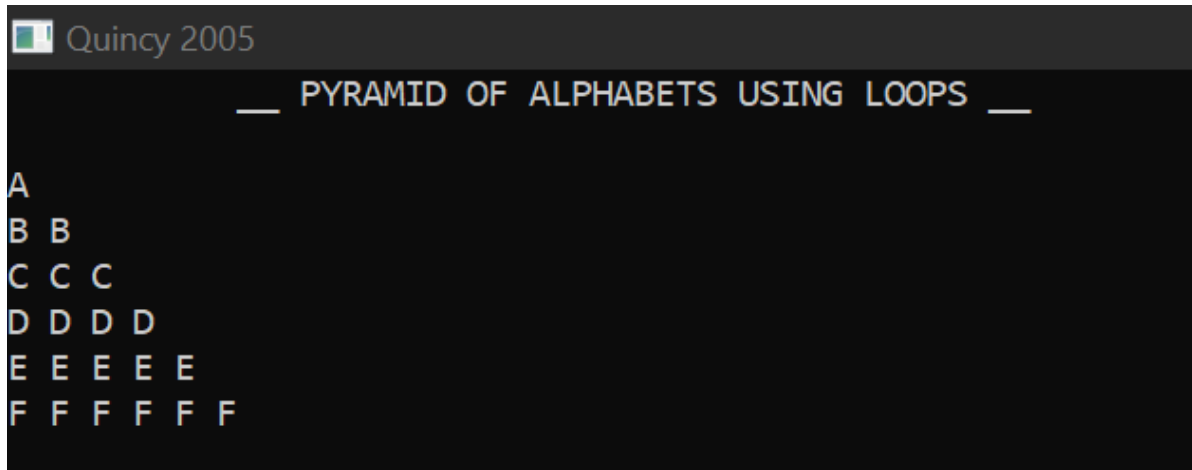 Quincy 2005
__ PYRAMID OF ALPHABETS USING LOOPS __
A
B B
C C C
D D D D
E E E E E
F F F F F F